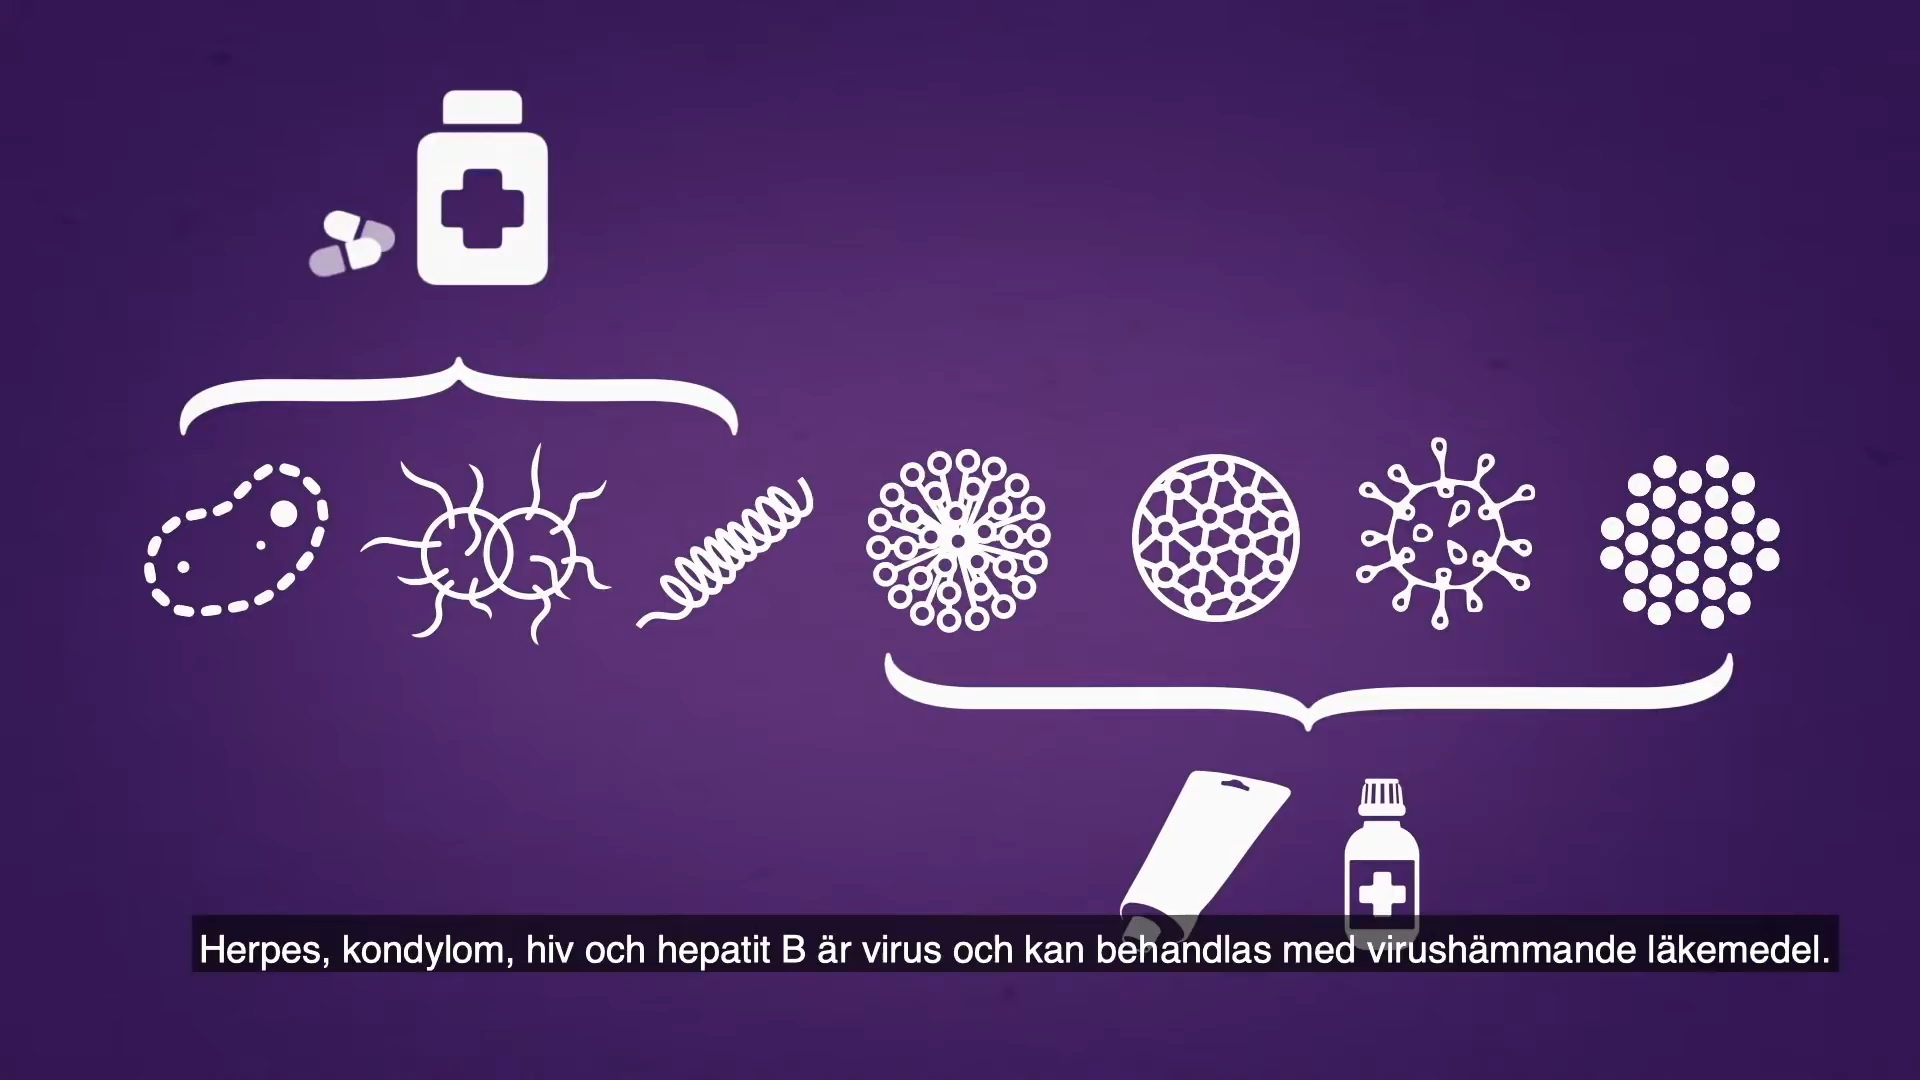 Herpes, kondylom, hiv och hepatit B är virus och kan behandlas med virushämmande läkemedel.